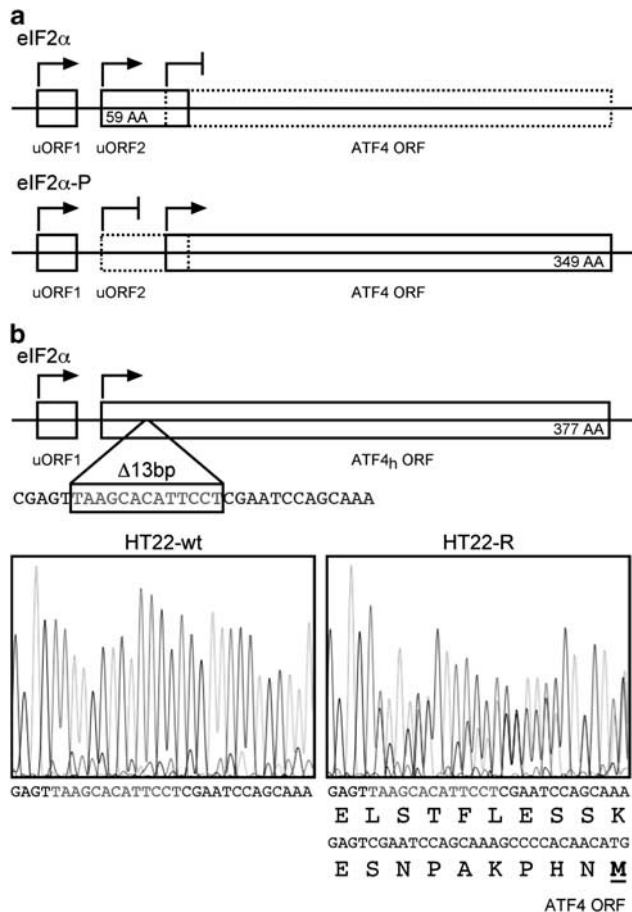 a
eIF2α
59 AA
uORF1 uORF2 ATF4 ORF
eIF2α-P
349 AA
uORF1 uORF2 ATF4 ORF
b
eIF2α
377 AA
uORF1 ATF4h ORF
Δ13bp
CGAGTTAAGCACATTCCTCGAATCCAGCAAA
HT22-wt HT22-R
GAGTTAAGCACATTCCTCGAATCCAGCAAA GAGTTAAGCACATTCCTCGAATCCAGCAAA
E L S T F L E S S K
GAGTCGAATCCAGCAAAGCCCCACAACATG
E S N P A K P H N M
ATF4 ORF